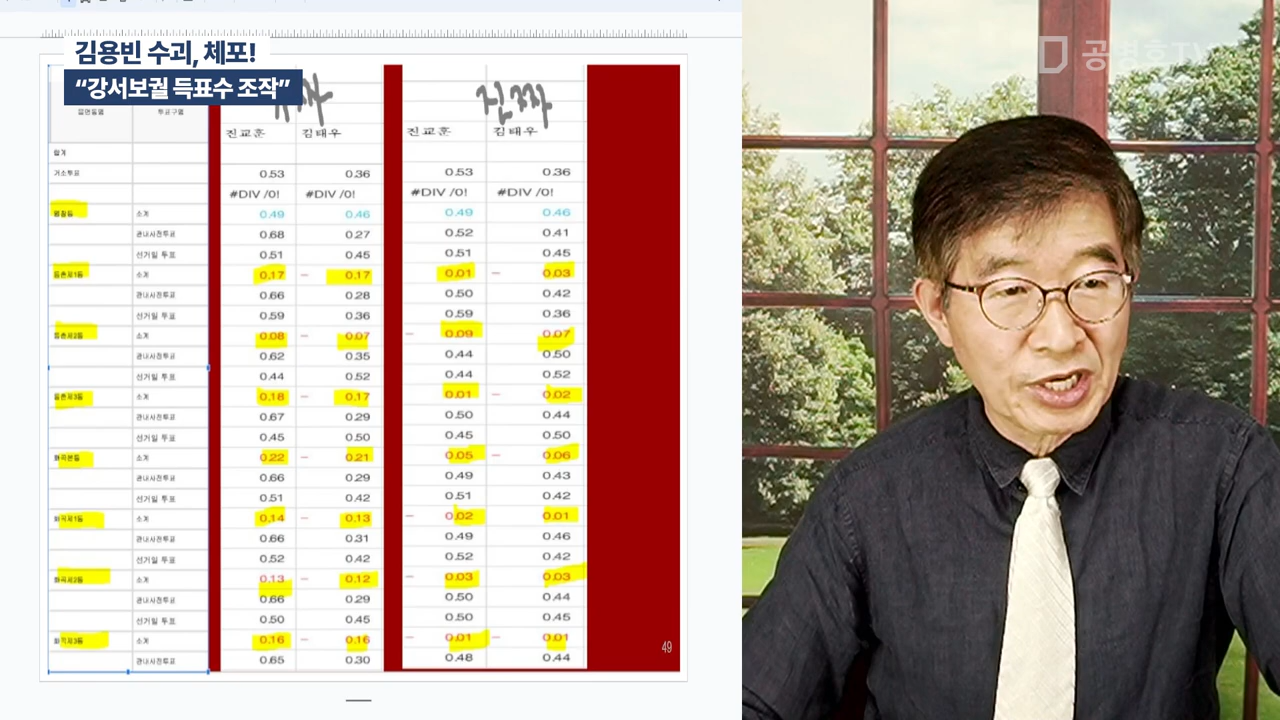 김용빈 수괴, 체포!
“강서보궐 득표수 조작”
공병호TV
진짜
읍면동별 투표구별 진교훈 김태우 진교훈 김태우
합계
거소투표 0.53 0.36 0.53 0.36
#DIV /0! #DIV /0! #DIV /0! #DIV /0!
소계 0.49 0.46 0.49 0.46
관내사전투표 0.68 0.27 0.52 0.41
선거일 투표 0.51 0.45 0.51 0.45
등촌제1동 소계 0.17 - 0.17 0.01 - 0.03
관내사전투표 0.66 0.28 0.50 0.42
선거일 투표 0.59 0.36 0.59 0.36
등촌제2동 소계 0.08 - 0.07 - 0.09 0.07
관내사전투표 0.62 0.35 0.44 0.50
선거일 투표 0.44 0.52 0.44 0.52
등촌제3동 소계 0.18 - 0.17 0.01 - 0.02
관내사전투표 0.67 0.29 0.50 0.44
선거일 투표 0.45 0.50 0.45 0.50
화곡본동 소계 0.22 - 0.21 0.05 - 0.06
관내사전투표 0.66 0.29 0.49 0.43
선거일 투표 0.51 0.42 0.51 0.42
화곡제1동 소계 0.14 - 0.13 - 0.02 0.01
관내사전투표 0.66 0.31 0.49 0.46
선거일 투표 0.52 0.42 0.52 0.42
화곡제2동 소계 0.13 - 0.12 - 0.03 0.03
관내사전투표 0.66 0.29 0.50 0.44
선거일 투표 0.50 0.45 0.50 0.45
화곡제3동 소계 0.16 - 0.16 - 0.01 - 0.01
관내사전투표 0.65 0.30 0.48 0.44
49